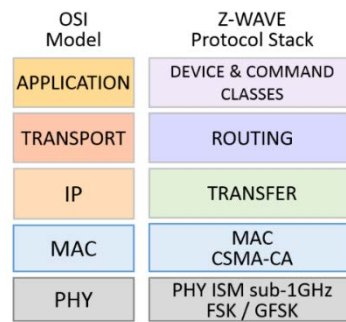 OSI
Model
Z-WAVE
Protocol Stack
APPLICATION
DEVICE & COMMAND
CLASSES
TRANSPORT
ROUTING
IP
TRANSFER
MAC
MAC
CSMA-CA
PHY
PHY ISM sub-1GHz
FSK / GFSK